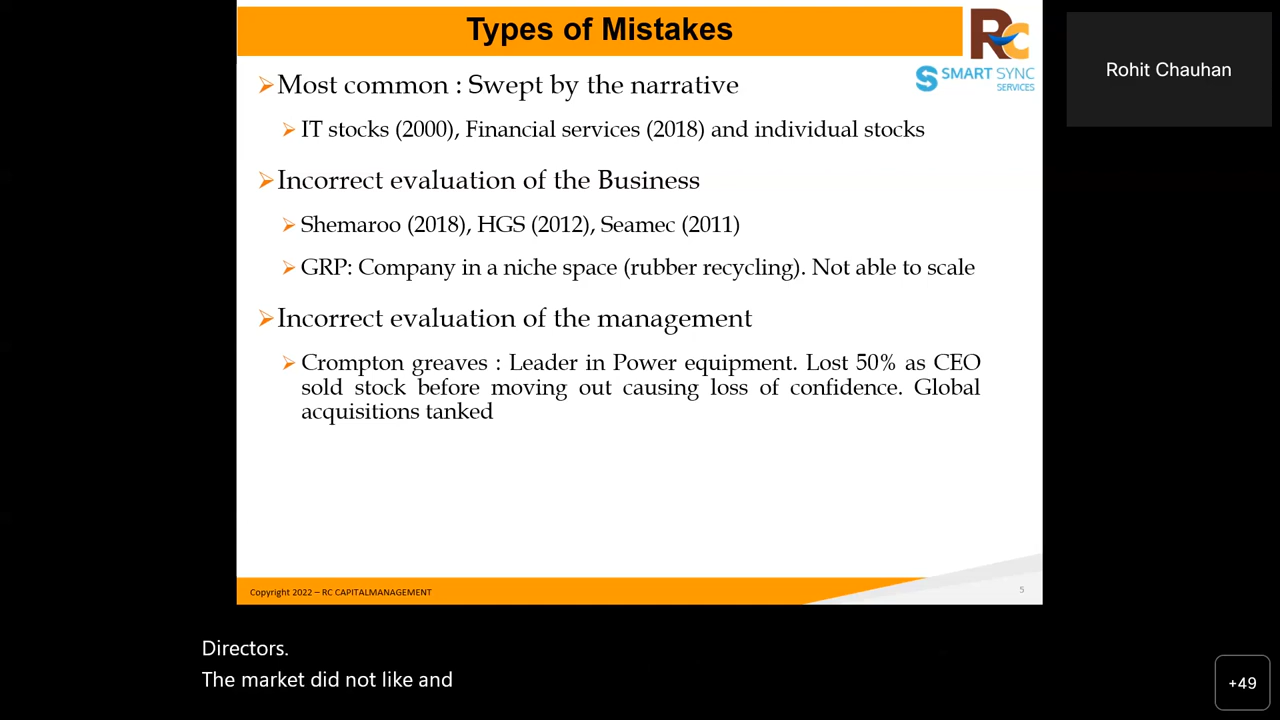 Types of Mistakes
Rc
SMART SYNC
SERVICES
Rohit Chauhan
Most common : Swept by the narrative
IT stocks (2000), Financial services (2018) and individual stocks
Incorrect evaluation of the Business
Shemaroo (2018), HGS (2012), Seamec (2011)
GRP: Company in a niche space (rubber recycling). Not able to scale
Incorrect evaluation of the management
Crompton greaves : Leader in Power equipment. Lost 50% as CEO
sold stock before moving out causing loss of confidence. Global
acquisitions tanked
Copyright 2022 – RC CAPITALMANAGEMENT
5
Directors.
The market did not like and
+49